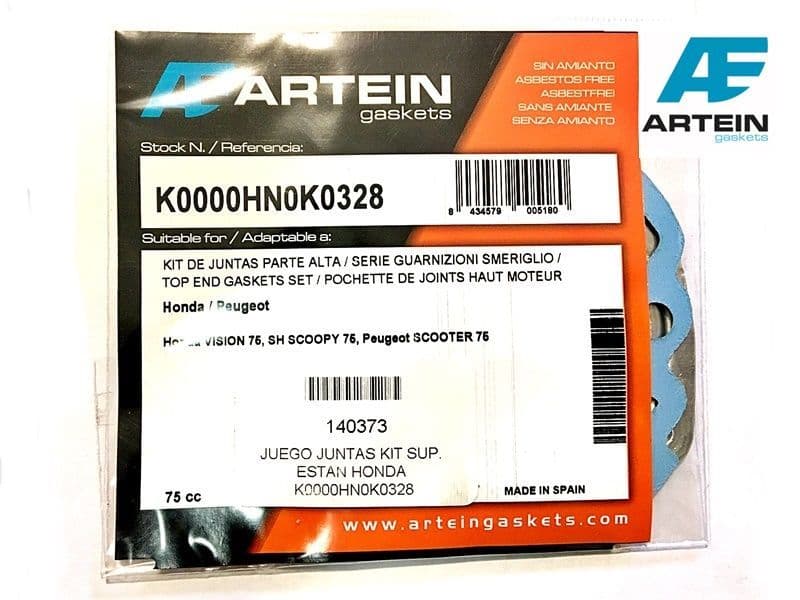 ARTEIN
gaskets
SIN AMIANTO
ASBESTOS FREE
ASBESTFREI
SANS AMIANTE
SENZA AMIANTO
ARTEIN
gaskets
Stock N. / Referencia:
K0000HN0K0328
8 434579 005180
Suitable for / Adaptable a:
KIT DE JUNTAS PARTE ALTA / SERIE GUARNIZIONI SMERIGLIO /
TOP END GASKETS SET / POCHETTE DE JOINTS HAUT MOTEUR
Honda / Peugeot
Honda VISION 75, SH SCOOPY 75, Peugeot SCOOTER 75
140373
JUEGO JUNTAS KIT SUP.
ESTAN HONDA
K0000HN0K0328
75 cc
MADE IN SPAIN
www.arteingaskets.com